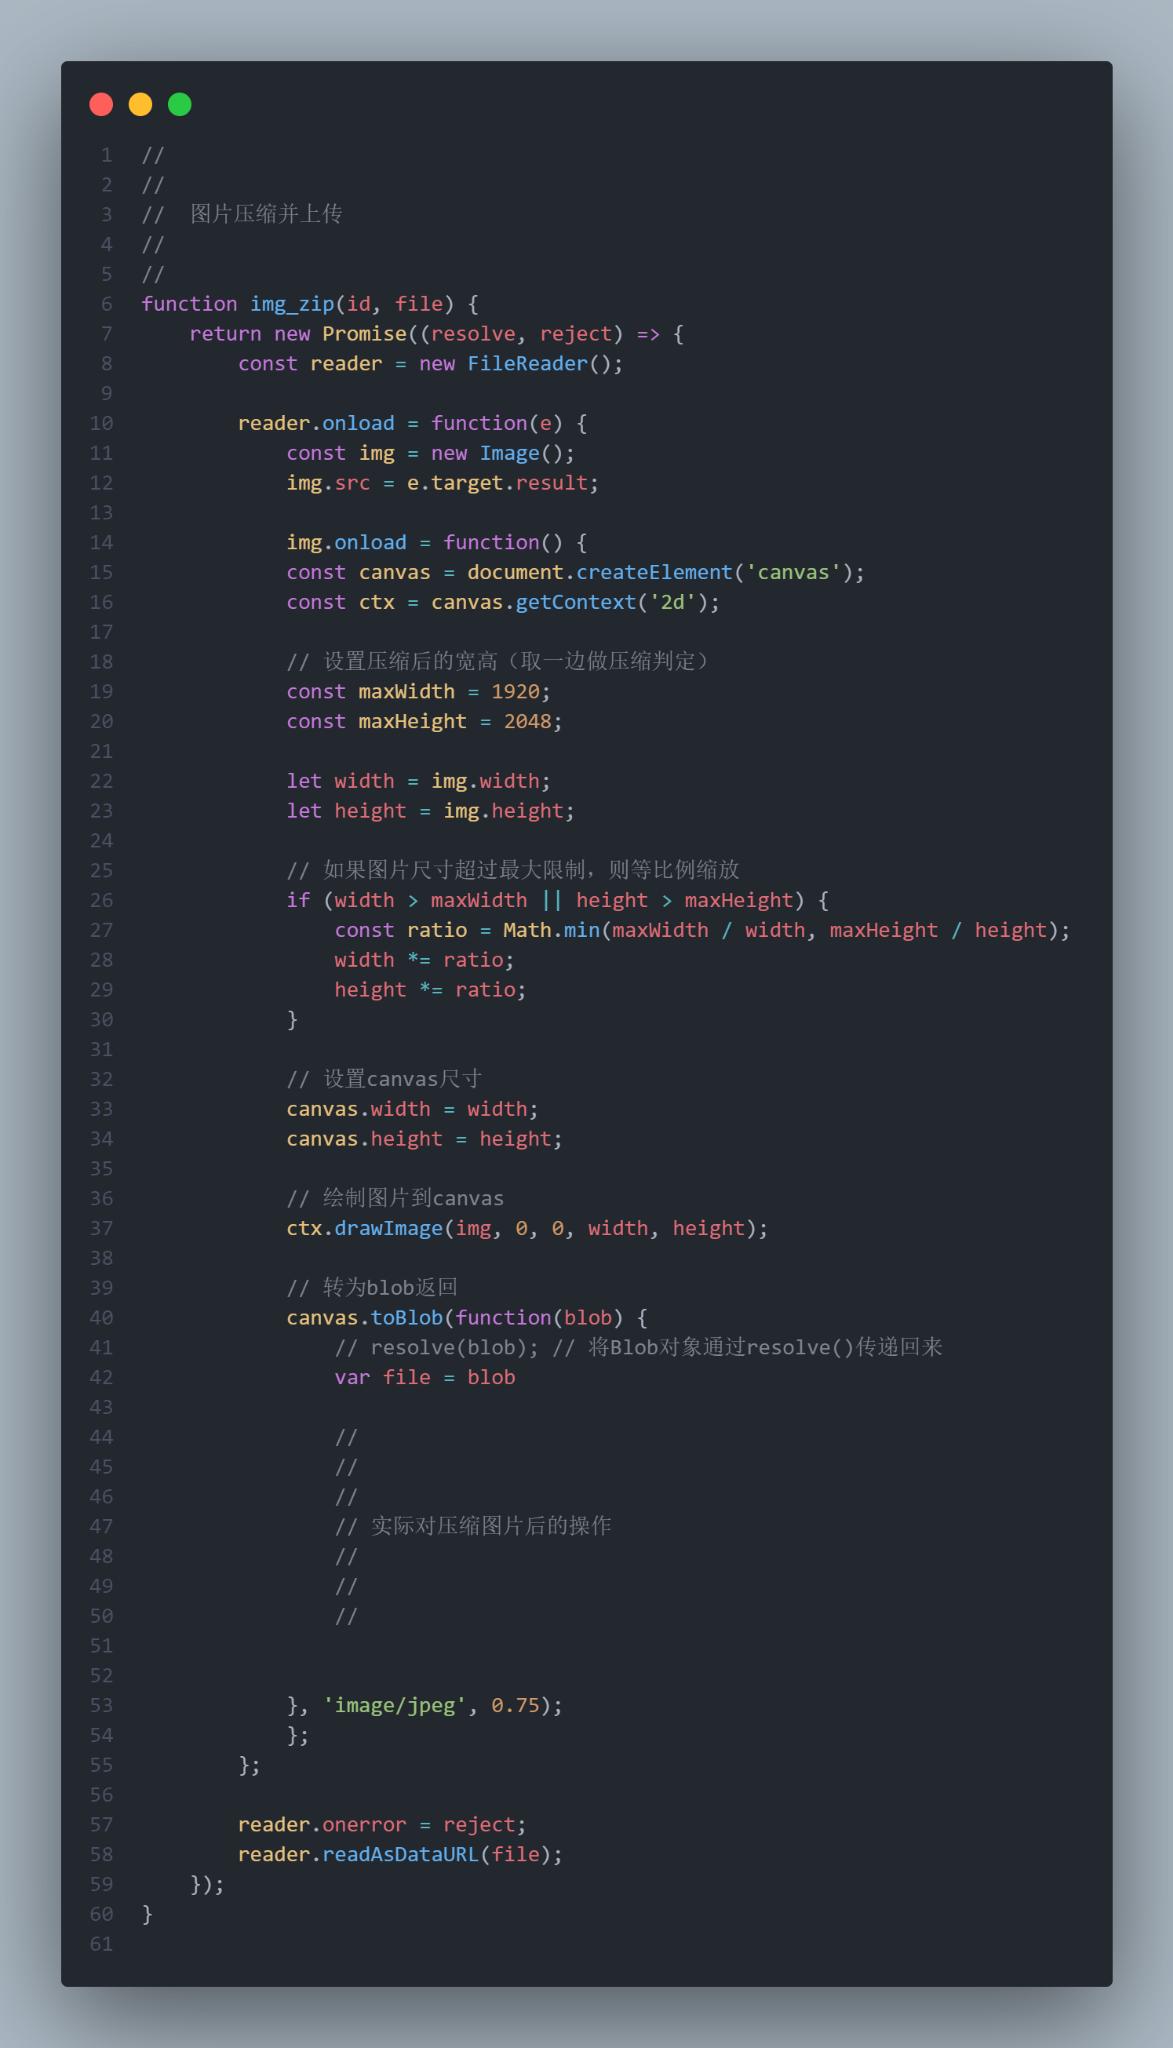 1 //
2 //
3 //  图片压缩并上传
4 //
5 //
6 function img_zip(id, file) {
7     return new Promise((resolve, reject) => {
8         const reader = new FileReader();
9
10         reader.onload = function(e) {
11             const img = new Image();
12             img.src = e.target.result;
13
14             img.onload = function() {
15             const canvas = document.createElement('canvas');
16             const ctx = canvas.getContext('2d');
17
18             // 设置压缩后的宽高（取一边做压缩判定）
19             const maxWidth = 1920;
20             const maxHeight = 2048;
21
22             let width = img.width;
23             let height = img.height;
24
25             // 如果图片尺寸超过最大限制，则等比例缩放
26             if (width > maxWidth || height > maxHeight) {
27                 const ratio = Math.min(maxWidth / width, maxHeight / height);
28                 width *= ratio;
29                 height *= ratio;
30             }
31
32             // 设置canvas尺寸
33             canvas.width = width;
34             canvas.height = height;
35
36             // 绘制图片到canvas
37             ctx.drawImage(img, 0, 0, width, height);
38
39             // 转为blob返回
40             canvas.toBlob(function(blob) {
41                 // resolve(blob); // 将Blob对象通过resolve()传递回来
42                 var file = blob
43
44                 //
45                 //
46                 //
47                 // 实际对压缩图片后的操作
48                 //
49                 //
50                 //
51
52
53             }, 'image/jpeg', 0.75);
54             };
55         };
56
57         reader.onerror = reject;
58         reader.readAsDataURL(file);
59     });
60 }
61